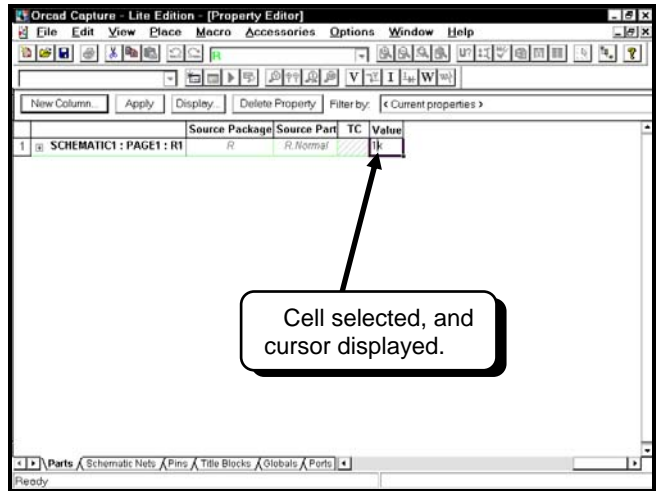 Orcad Capture - Lite Edition - [Property Editor]
File Edit View Place Macro Accessories Options Window Help
R
U?
V I W
New Column... Apply Display... Delete Property Filter by: < Current properties >
Source Package Source Part TC Value
1 SCHEMATIC1 : PAGE1 : R1 R R.Normal 1k
Cell selected, and
cursor displayed.
Parts Schematic Nets Pins Title Blocks Globals Ports
Ready